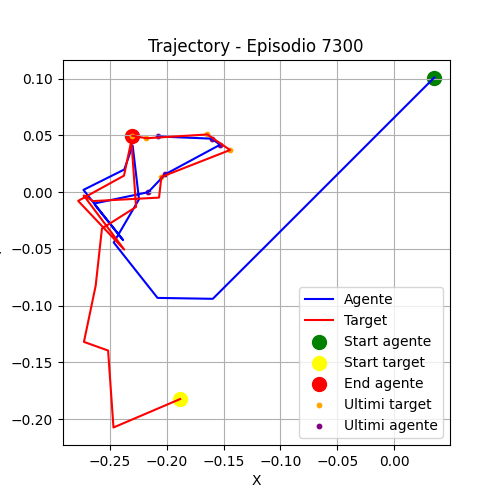 Trajectory - Episodio 7300
0.10
0.05
0.00
−0.05
−0.10
−0.15
−0.20
−0.25
−0.20
−0.15
−0.10
−0.05
0.00
X
Agente
Target
Start agente
Start target
End agente
Ultimi target
Ultimi agente